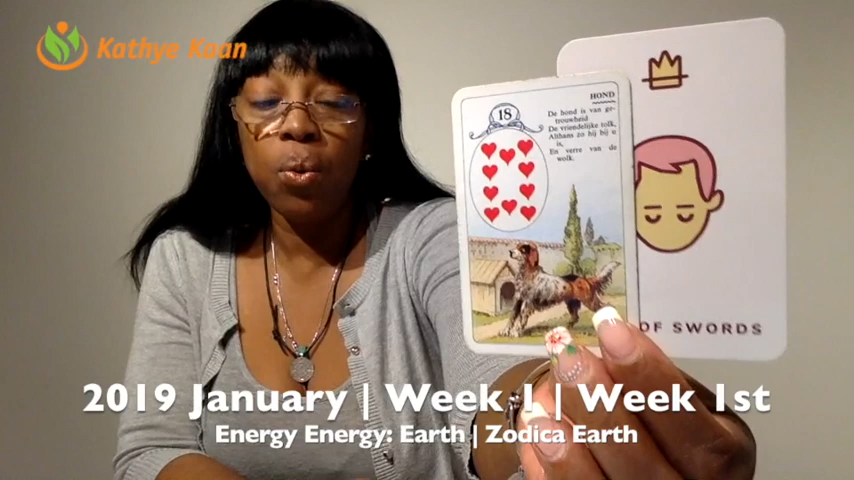 Kathye Kaan
HOND
18
De hond is van ge-
trouwheid
De vriendelijke tolk,
Althans zo hij bij u
is,
En verre van de
wolk.
OF SWORDS
2019 January | Week 1 | Week 1st
Energy Energy: Earth | Zodica Earth